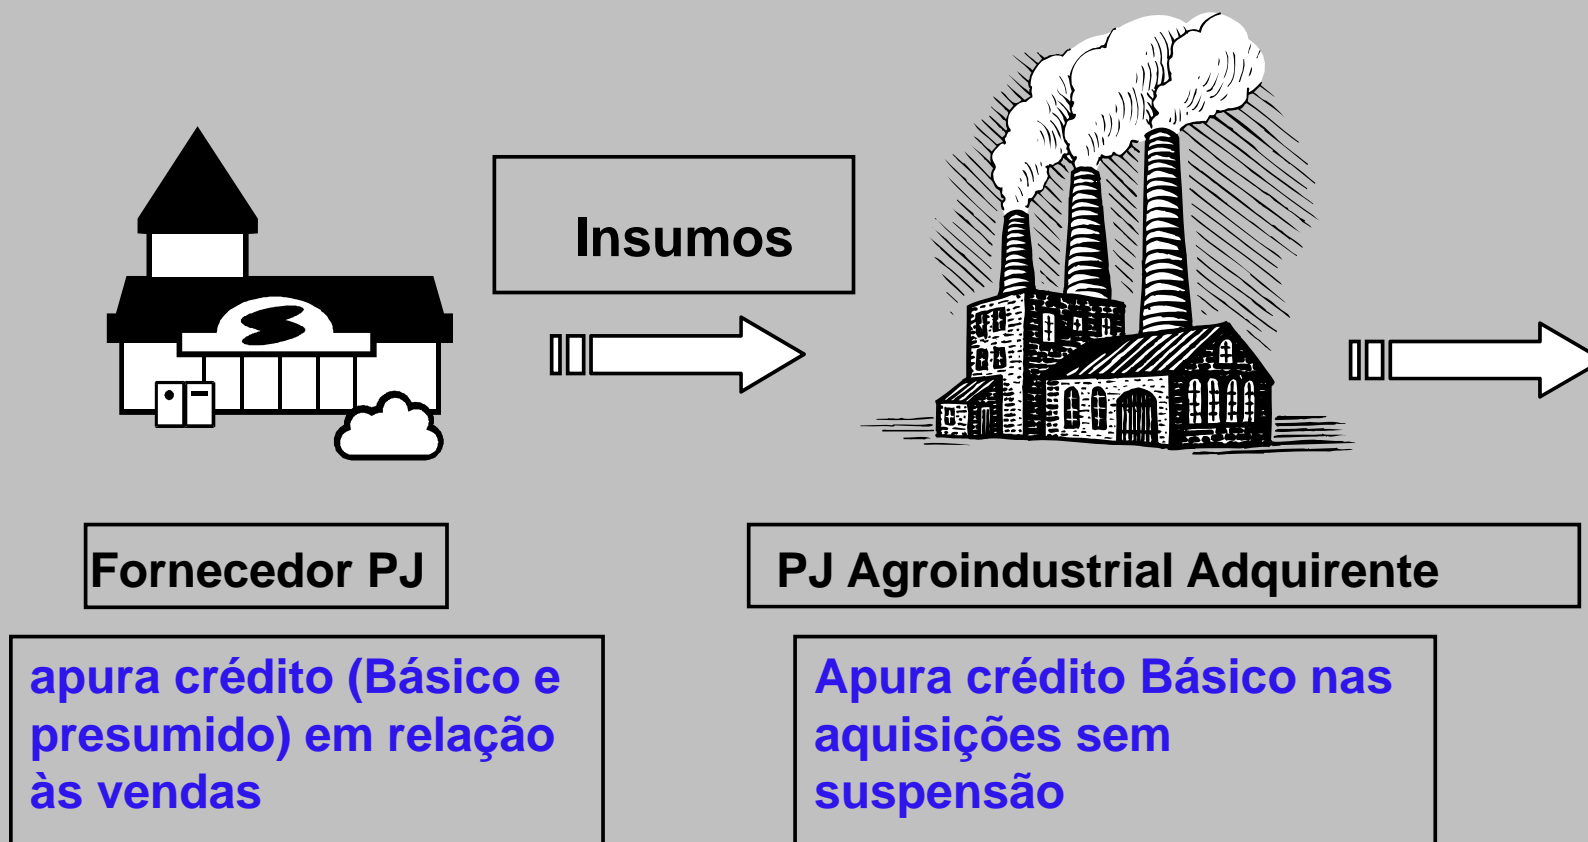 Insumos
Fornecedor PJ
PJ Agroindustrial Adquirente
apura crédito (Básico e
presumido) em relação
às vendas
Apura crédito Básico nas
aquisições sem
suspensão